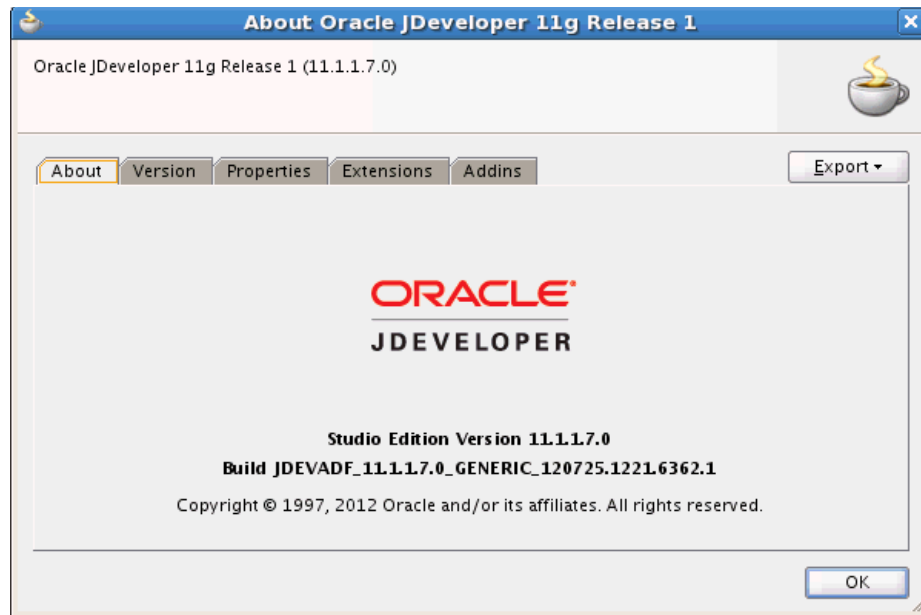 About Oracle JDeveloper 11g Release 1
Oracle JDeveloper 11g Release 1 (11.1.1.7.0)
About Version Properties Extensions Addins Export
ORACLE
JDEVELOPER
Studio Edition Version 11.1.1.7.0
Build JDEVADF_11.1.1.7.0_GENERIC_120725.1221.6362.1
Copyright © 1997, 2012 Oracle and/or its affiliates. All rights reserved.
OK